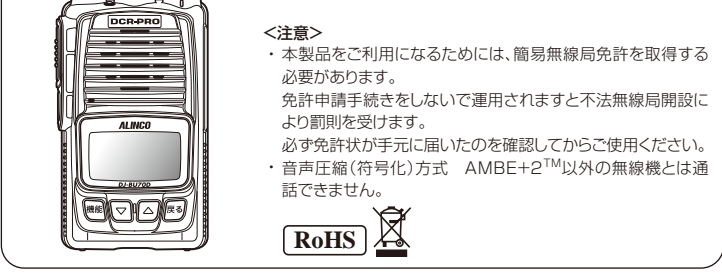 DCR-PRO
ALINCO
DJ-BU70D
機能 ▽ △ 戻る
<注意>
・本製品をご利用になるためには、簡易無線局免許を取得する
必要があります。
免許申請手続きをしないで運用されますと不法無線局開設に
より罰則を受けます。
必ず免許状が手元に届いたのを確認してからご使用ください。
・音声圧縮（符号化）方式　AMBE+2™以外の無線機とは通
話できません。
RoHS